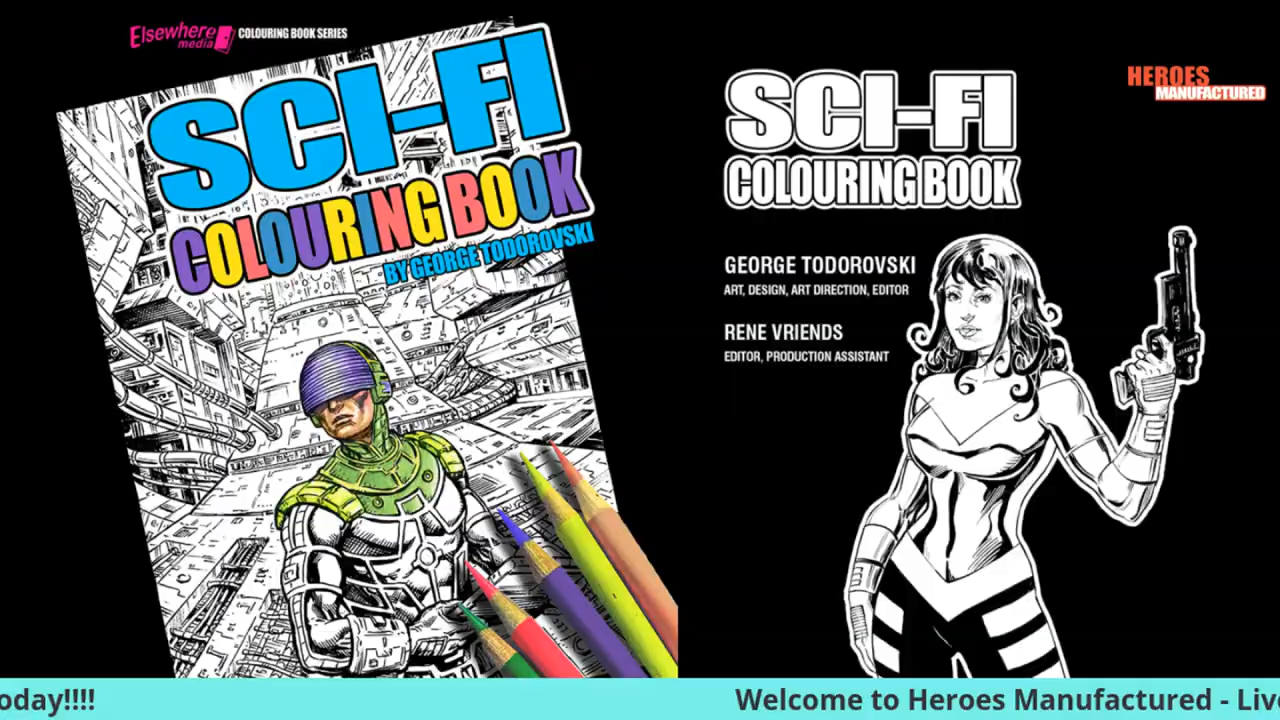 Elsewhere
media
COLOURING BOOK SERIES
SCI-FI
COLOURING BOOK
BY GEORGE TODOROVSKI
SCI-FI
COLOURING BOOK
GEORGE TODOROVSKI
ART, DESIGN, ART DIRECTION, EDITOR
RENE VRIENDS
EDITOR, PRODUCTION ASSISTANT
HEROES
MANUFACTURED
oday!!!!
Welcome to Heroes Manufactured - Live